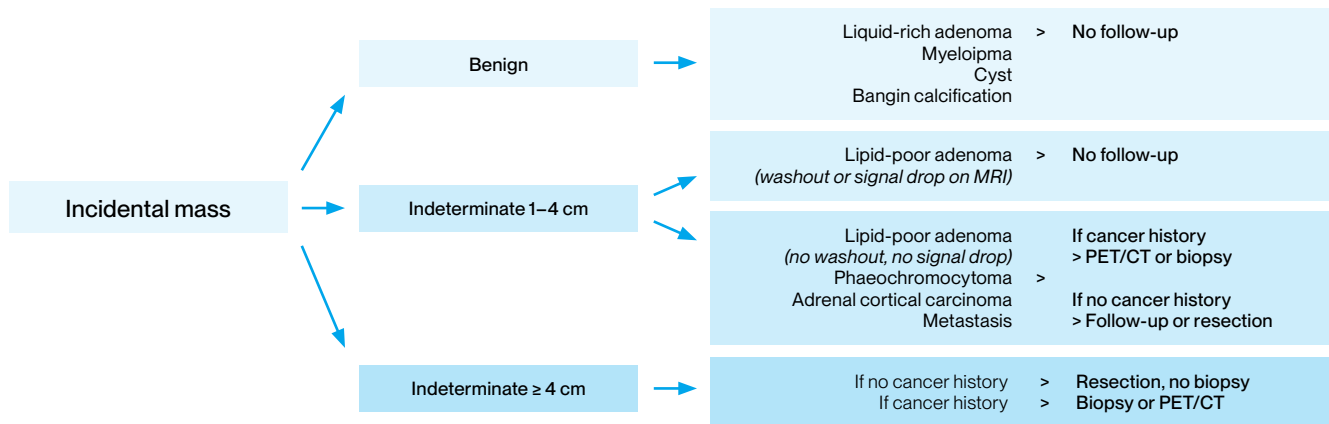 Incidental mass
Benign
Liquid-rich adenoma > No follow-up
Myeloipma
Cyst
Bangin calcification
Indeterminate 1–4 cm
Lipid-poor adenoma > No follow-up
(washout or signal drop on MRI)
Lipid-poor adenoma If cancer history
(no washout, no signal drop) > PET/CT or biopsy
Phaeochromocytoma >
Adrenal cortical carcinoma If no cancer history
Metastasis > Follow-up or resection
Indeterminate ≥ 4 cm
If no cancer history > Resection, no biopsy
If cancer history > Biopsy or PET/CT